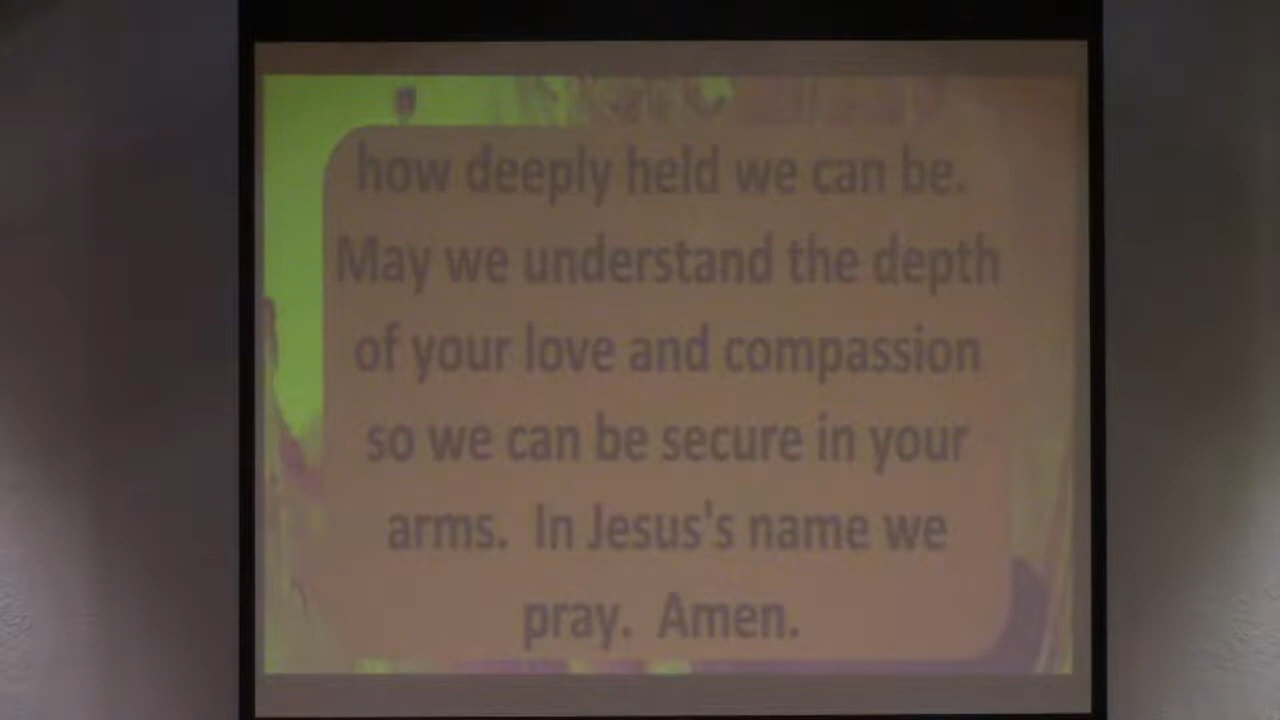 how deeply held we can be.
May we understand the depth
of your love and compassion
so we can be secure in your
arms. In Jesus's name we
pray. Amen.